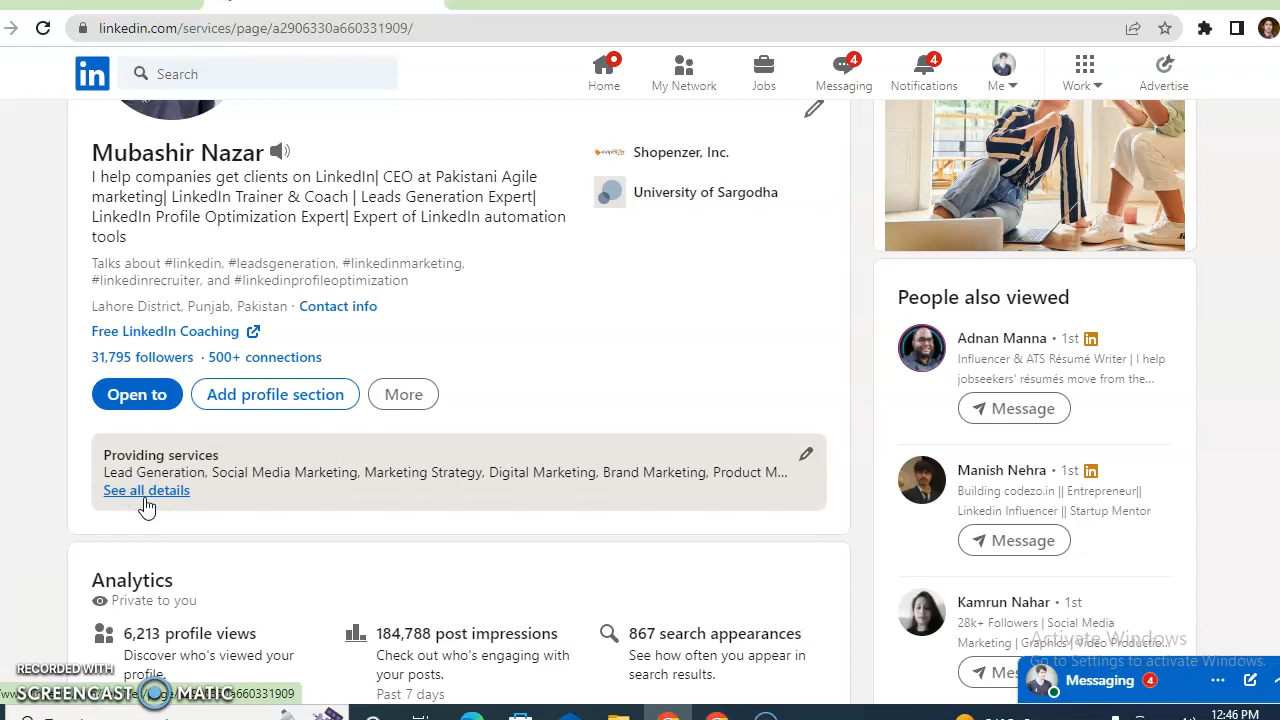 linkedin.com/services/page/a2906330a660331919/
in
Search
Home
My Network
Jobs
4
Messaging
4
Notifications
Me
Work
Advertise
Mubashir Nazar
I help companies get clients on LinkedIn| CEO at Pakistani Agile
marketing| LinkedIn Trainer & Coach | Leads Generation Expert|
LinkedIn Profile Optimization Expert| Expert of LinkedIn automation
tools
Talks about #linkedin, #leadsgeneration, #linkedinmarketing,
#linkedinrecruiter, and #linkedinprofileoptimization
Lahore District, Punjab, Pakistan · Contact info
Free LinkedIn Coaching
31,795 followers · 500+ connections
Open to
Add profile section
More
Shopenzer, Inc.
University of Sargodha
Providing services
Lead Generation, Social Media Marketing, Marketing Strategy, Digital Marketing, Brand Marketing, Product M...
See all details
Analytics
Private to you
6,213 profile views
Discover who's viewed your
profile.
184,788 post impressions
Check out who's engaging with
your posts.
Past 7 days
867 search appearances
See how often you appear in
search results.
People also viewed
Adnan Manna • 1st in
Influencer & ATS Résumé Writer | I help
jobseekers' résumés move from the...
Message
Manish Nehra • 1st in
Building codezo.in || Entrepreneur||
Linkedin Influencer || Startup Mentor
Message
Kamrun Nahar • 1st
28k+ Followers | Social Media
Marketing | Graphics | Video Productio...
Activate Windows
Go to Settings to activate Windows.
Messaging 4
RECORDED WITH
SCREENCAST MATIC
12:46 PM